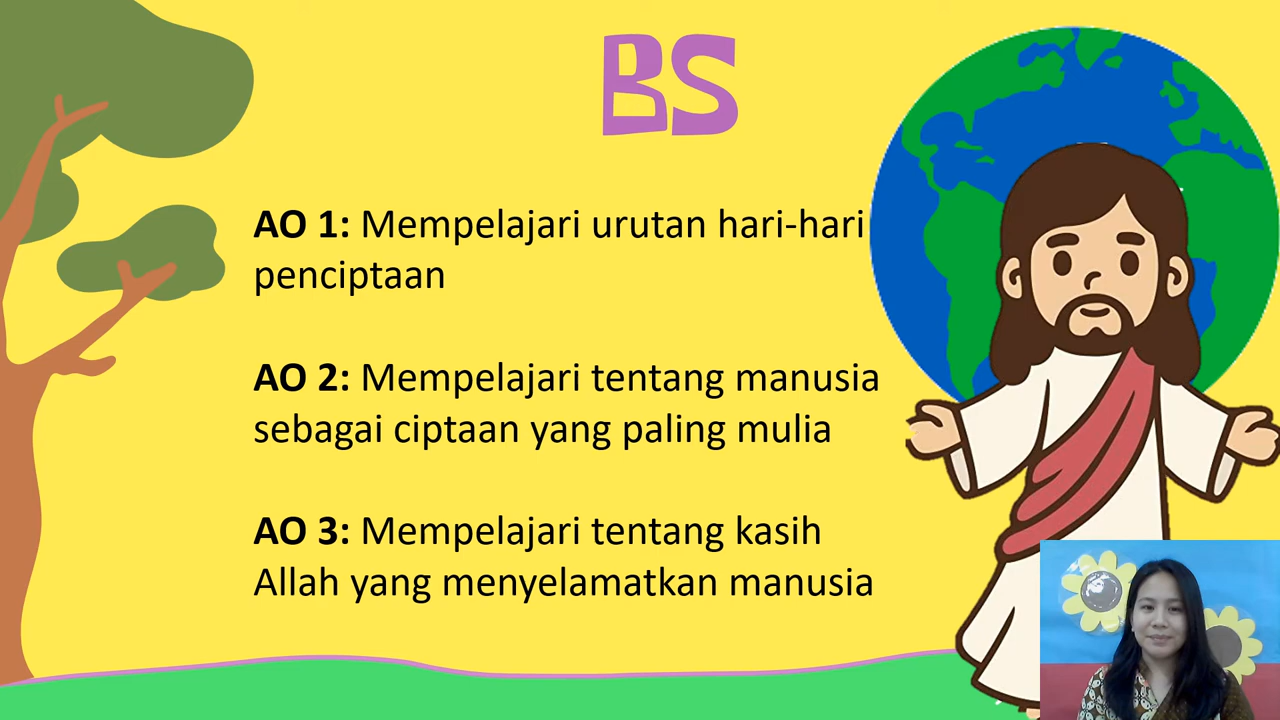 BS
AO 1: Mempelajari urutan hari-hari
penciptaan
AO 2: Mempelajari tentang manusia
sebagai ciptaan yang paling mulia
AO 3: Mempelajari tentang kasih
Allah yang menyelamatkan manusia